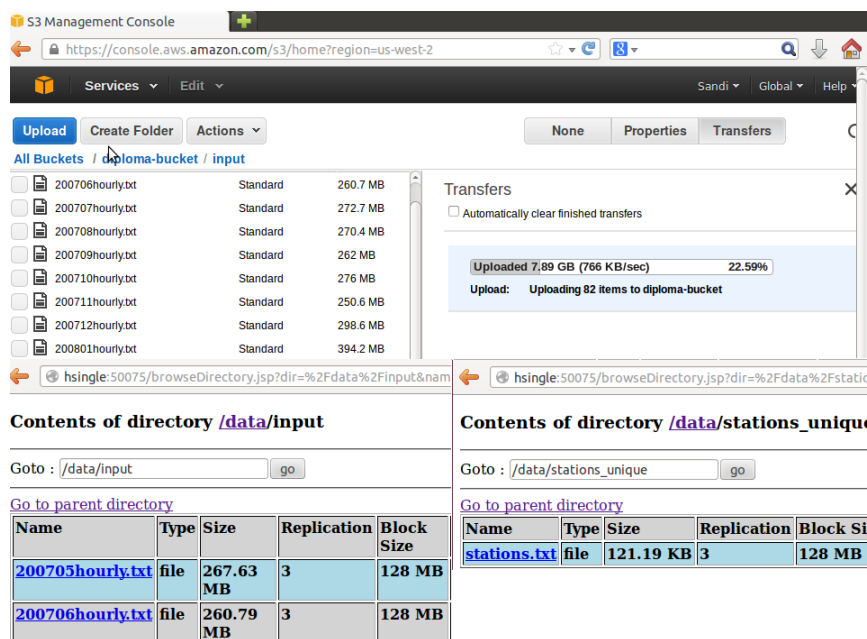 S3 Management Console
https://console.aws.amazon.com/s3/home?region=us-west-2
8
Services Edit Sandi Global Help
Upload Create Folder Actions None Properties Transfers
All Buckets / diploma-bucket / input
200706hourly.txt Standard 260.7 MB
200707hourly.txt Standard 272.7 MB
200708hourly.txt Standard 270.4 MB
200709hourly.txt Standard 262 MB
200710hourly.txt Standard 276 MB
200711hourly.txt Standard 250.6 MB
200712hourly.txt Standard 298.6 MB
200801hourly.txt Standard 394.2 MB
Transfers
Automatically clear finished transfers
Uploaded 7.89 GB (766 KB/sec) 22.59%
Upload: Uploading 82 items to diploma-bucket
hsingle:50075/browseDirectory.jsp?dir=%2Fdata%2Finput&nam
Contents of directory /data/input
Goto : /data/input go
Go to parent directory
Name Type Size Replication Block Size
200705hourly.txt file 267.63 MB 3 128 MB
200706hourly.txt file 260.79 MB 3 128 MB
hsingle:50075/browseDirectory.jsp?dir=%2Fdata%2Fstatio
Contents of directory /data/stations_unique
Goto : /data/stations_unique go
Go to parent directory
Name Type Size Replication Block Si
stations.txt file 121.19 KB 3 128 MB